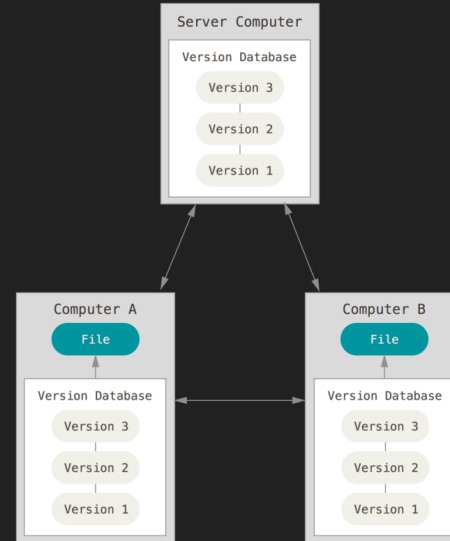 Server Computer
Version Database
Version 3
Version 2
Version 1
Computer A
File
Version Database
Version 3
Version 2
Version 1
Computer B
File
Version Database
Version 3
Version 2
Version 1